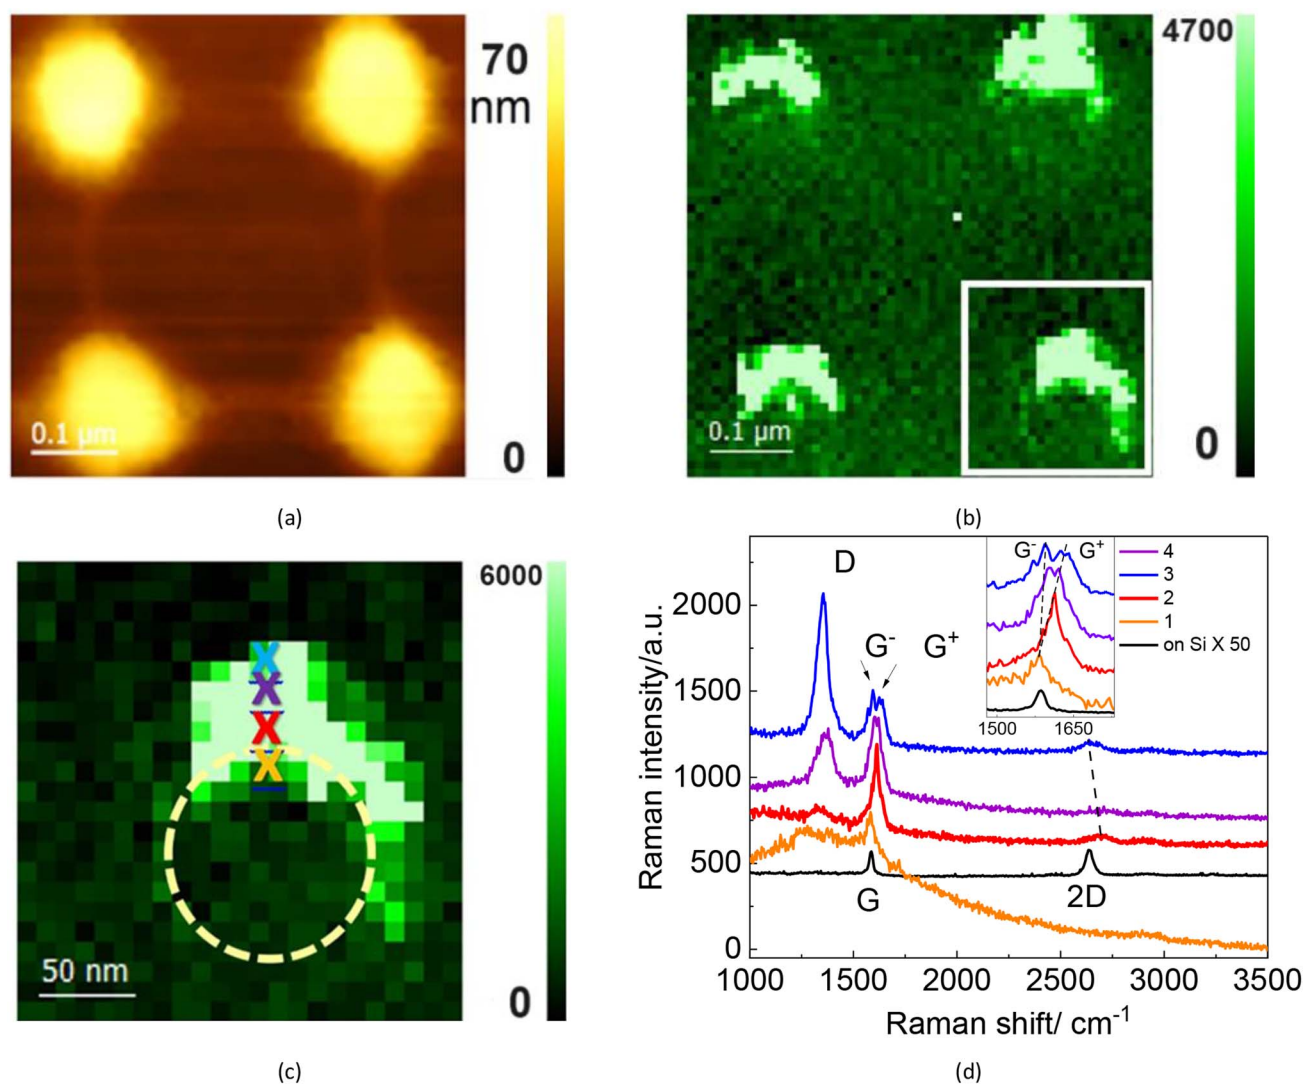 70
nm
0.1 µm
0
(a)
4700
0.1 µm
0
(b)
6000
X
X
X
X
50 nm
0
(c)
Raman intensity/a.u.
2000
1500
1000
500
0
D
G⁻
G⁺
G
2D
G⁻
G⁺
1500
1650
4
3
2
1
on Si X 50
1000
1500
2000
2500
3000
3500
Raman shift/ cm⁻¹
(d)